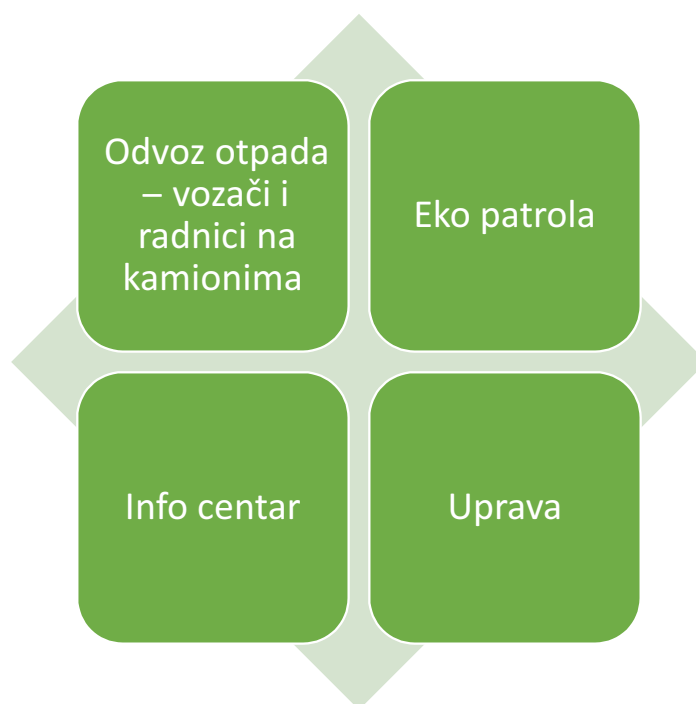 Odvoz otpada
– vozači i
radnici na
kamionima
Eko patrola
Info centar
Uprava